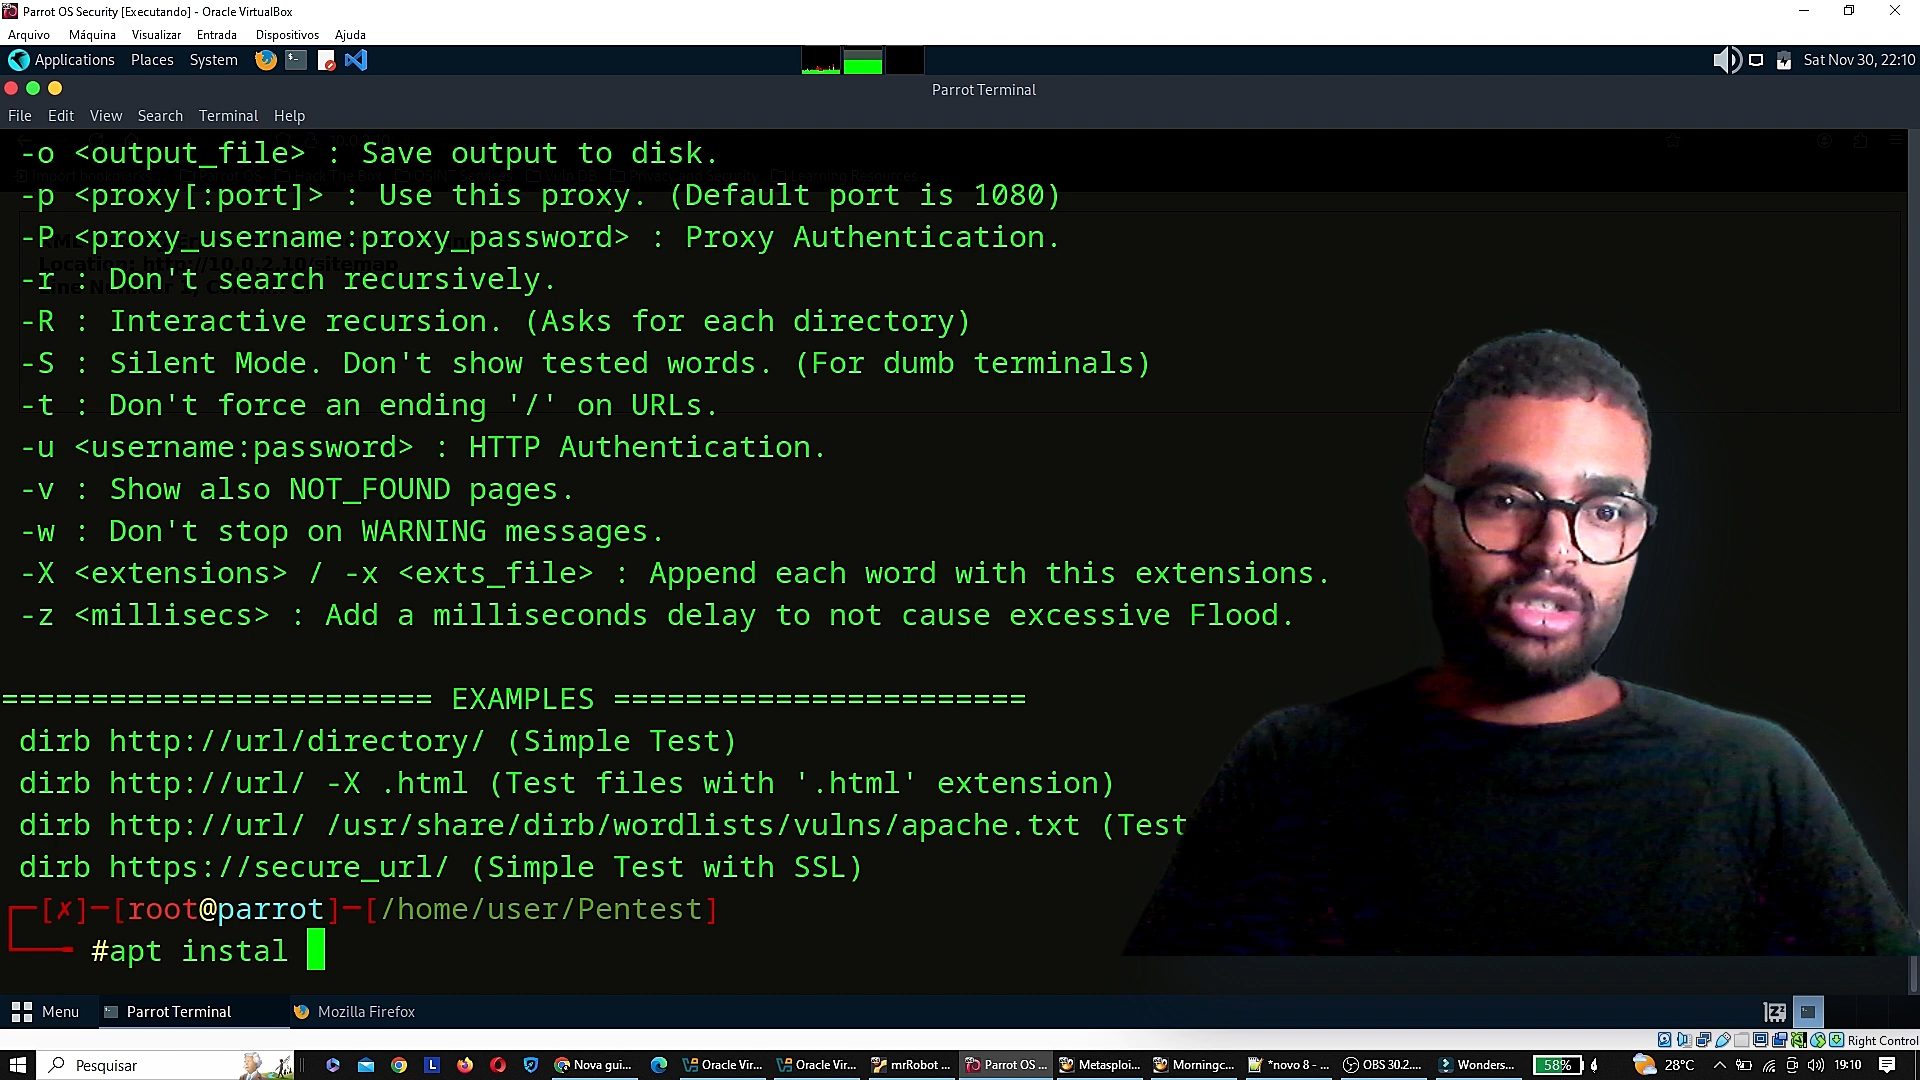 Parrot OS Security [Executando] - Oracle VirtualBox
Arquivo Máquina Visualizar Entrada Dispositivos Ajuda
Applications Places System Sat Nov 30, 22:10
Parrot Terminal
File Edit View Search Terminal Help
-o <output_file> : Save output to disk.
-p <proxy[:port]> : Use this proxy. (Default port is 1080)
-P <proxy_username:proxy_password> : Proxy Authentication.
Location: http://10.0.2.10/sitemap
-r : Don't search recursively.
-R : Interactive recursion. (Asks for each directory)
-S : Silent Mode. Don't show tested words. (For dumb terminals)
-t : Don't force an ending '/' on URLs.
-u <username:password> : HTTP Authentication.
-v : Show also NOT_FOUND pages.
-w : Don't stop on WARNING messages.
-X <extensions> / -x <exts_file> : Append each word with this extensions.
-z <millisecs> : Add a milliseconds delay to not cause excessive Flood.
======================== EXAMPLES =======================
dirb http://url/directory/ (Simple Test)
dirb http://url/ -X .html (Test files with '.html' extension)
dirb http://url/ /usr/share/dirb/wordlists/vulns/apache.txt (Test
dirb https://secure_url/ (Simple Test with SSL)
┌─[✗]─[root@parrot]─[/home/user/Pentest]
└──╼ #apt instal
Menu Parrot Terminal Mozilla Firefox
Right Control
Pesquisar Nova gui... Oracle Vir... Oracle Vir... mrRobot ... Parrot OS ... Metasploi... Morningc... *novo 8 - ... OBS 30.2.... Wonders... 58% 28°C 19:10